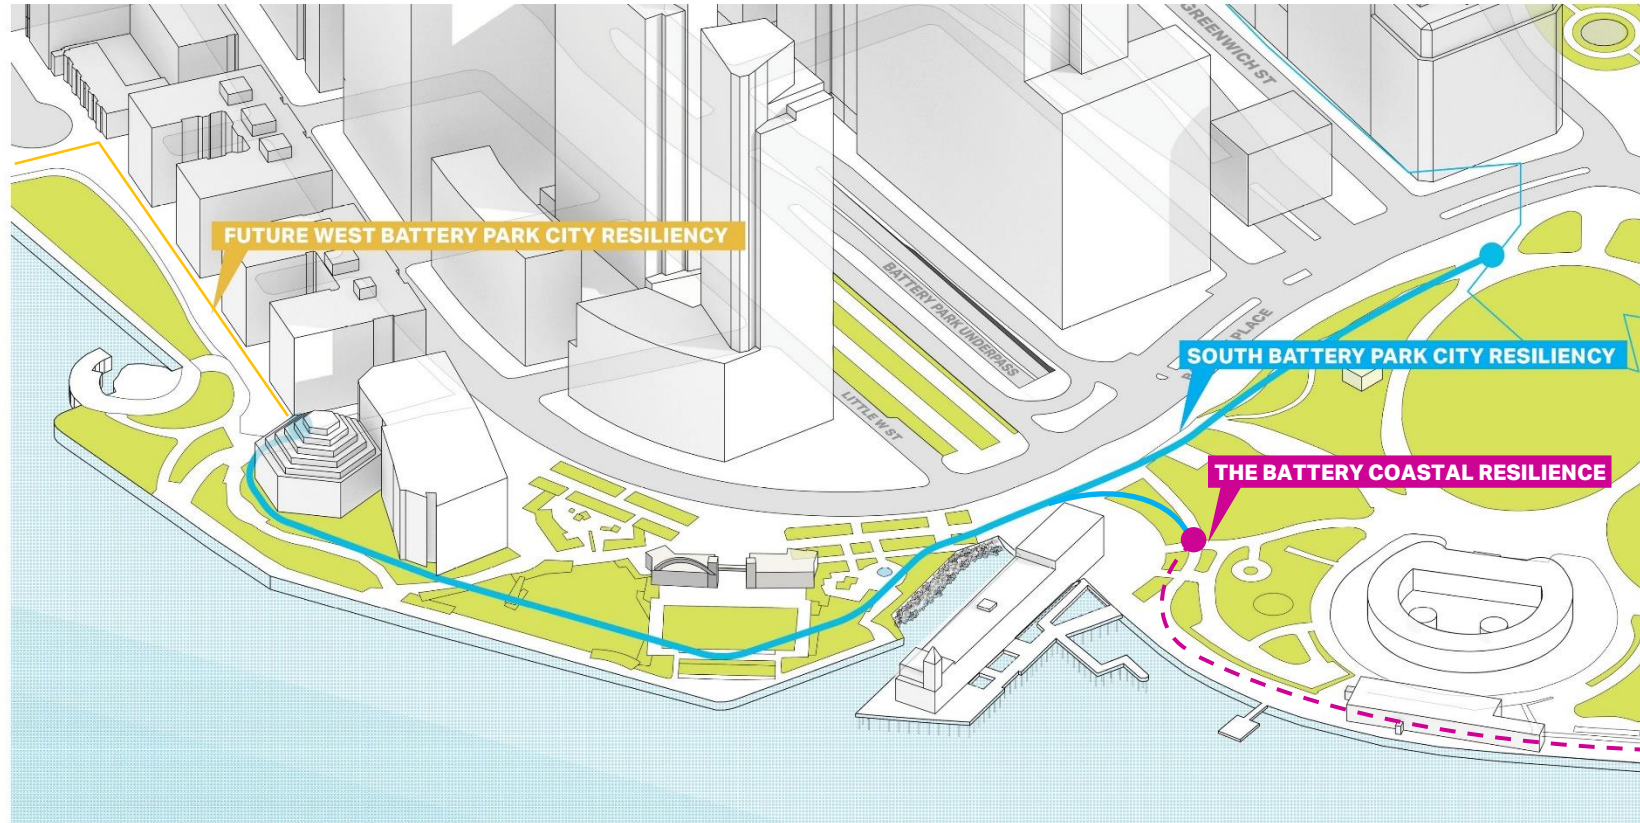 GREENWICH ST
FUTURE WEST BATTERY PARK CITY RESILIENCY
BATTERY PARK UNDERPASS
PLACE
SOUTH BATTERY PARK CITY RESILIENCY
LITTLE W ST
THE BATTERY COASTAL RESILIENCE